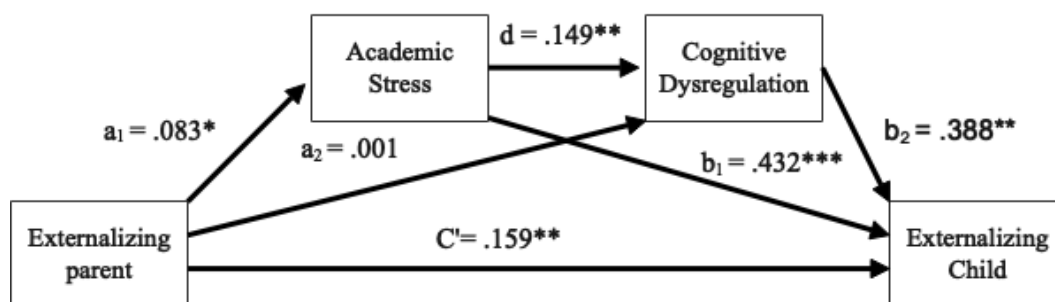 Academic
Stress
d = .149**
Cognitive
Dysregulation
a₁ = .083*
a₂ = .001
b₁ = .432***
b₂ = .388**
Externalizing
parent
C'= .159**
Externalizing
Child